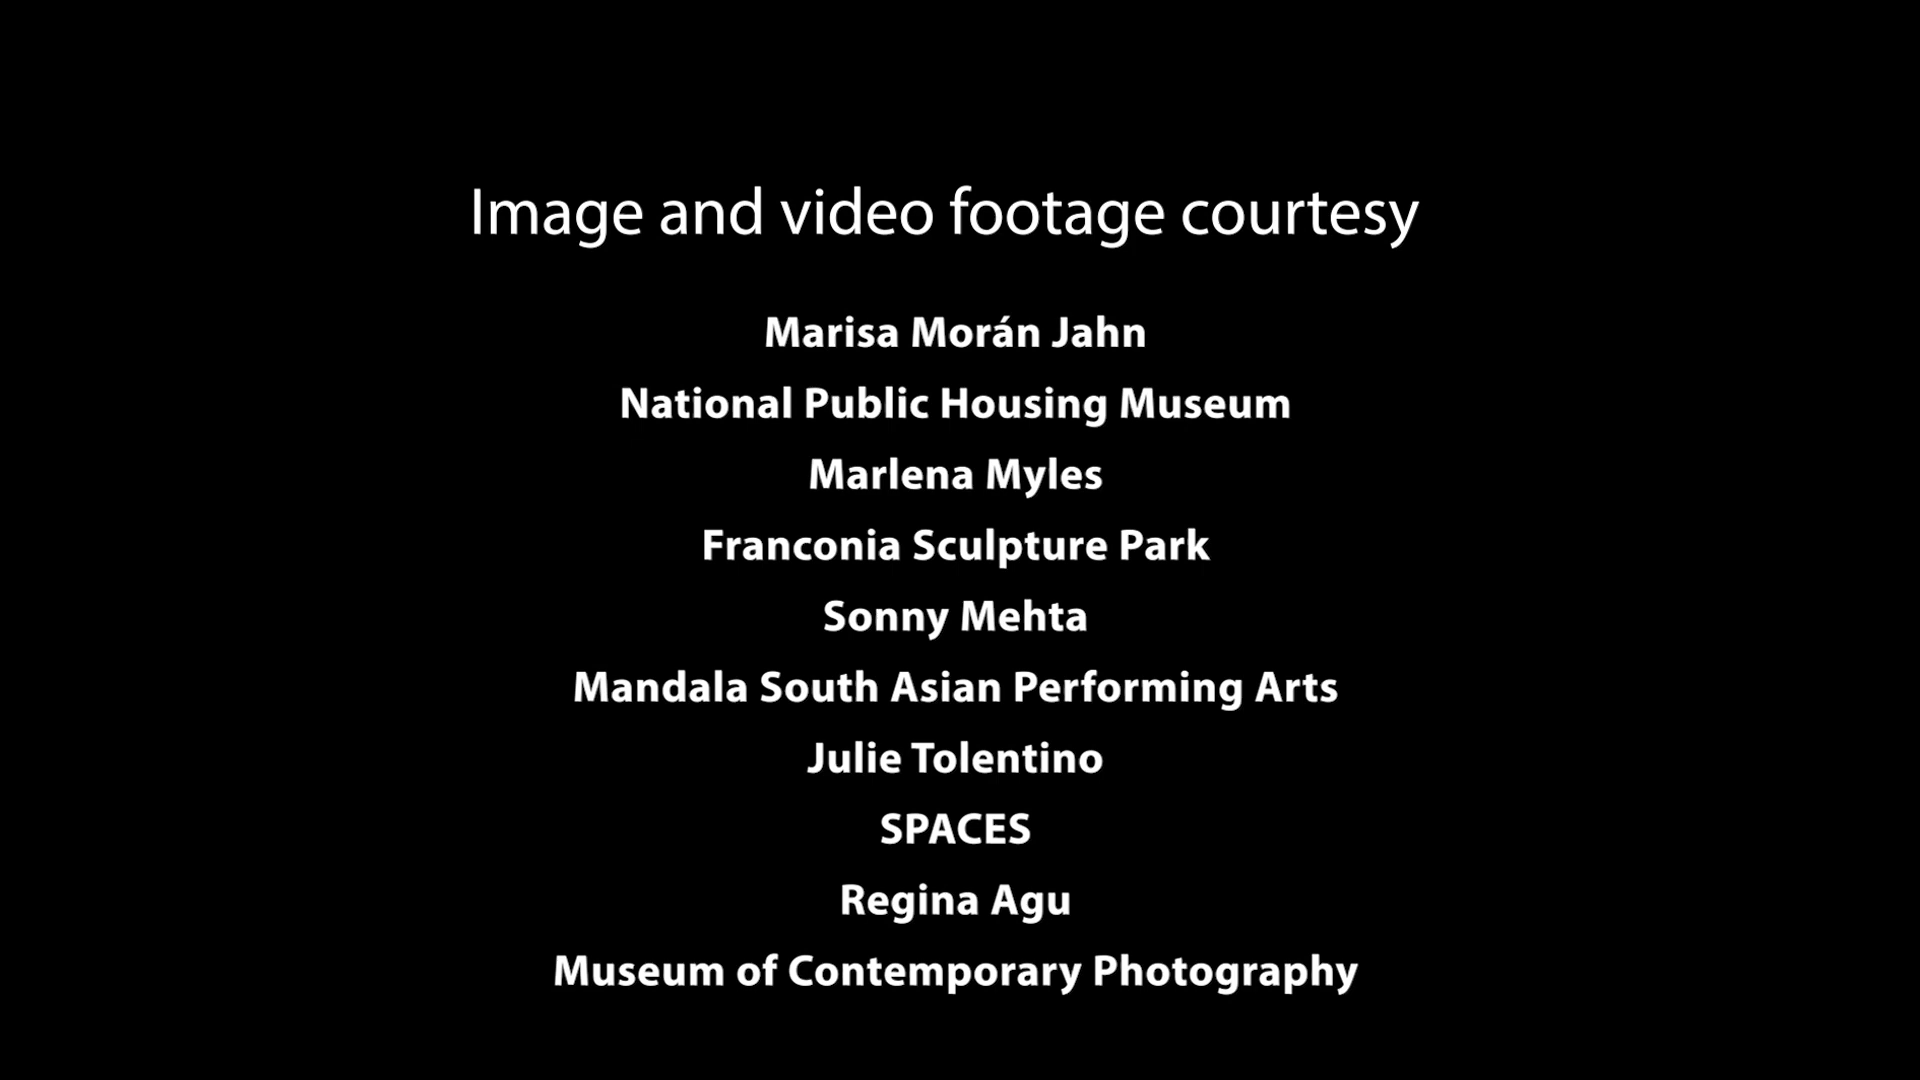 Image and video footage courtesy
Marisa Morán Jahn
National Public Housing Museum
Marlena Myles
Franconia Sculpture Park
Sonny Mehta
Mandala South Asian Performing Arts
Julie Tolentino
SPACES
Regina Agu
Museum of Contemporary Photography